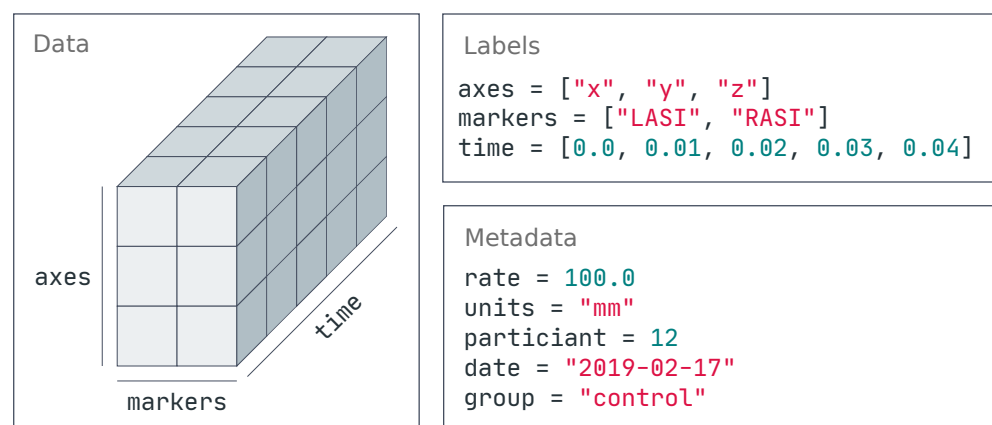 Data
axes
time
markers
Labels
axes = ["x", "y", "z"]
markers = ["LASI", "RASI"]
time = [0.0, 0.01, 0.02, 0.03, 0.04]
Metadata
rate = 100.0
units = "mm"
particiant = 12
date = "2019-02-17"
group = "control"